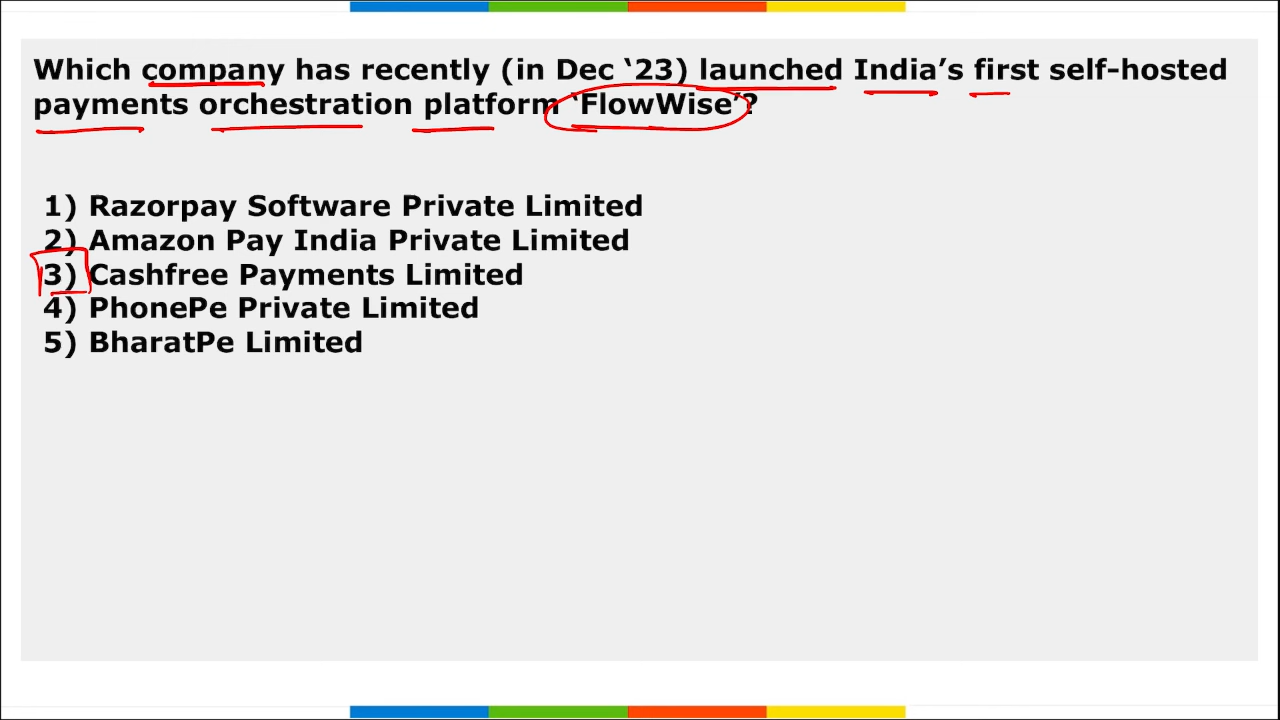 Which company has recently (in Dec ‘23) launched India’s first self-hosted
payments orchestration platform ‘FlowWise’?
1) Razorpay Software Private Limited
2) Amazon Pay India Private Limited
3) Cashfree Payments Limited
4) PhonePe Private Limited
5) BharatPe Limited